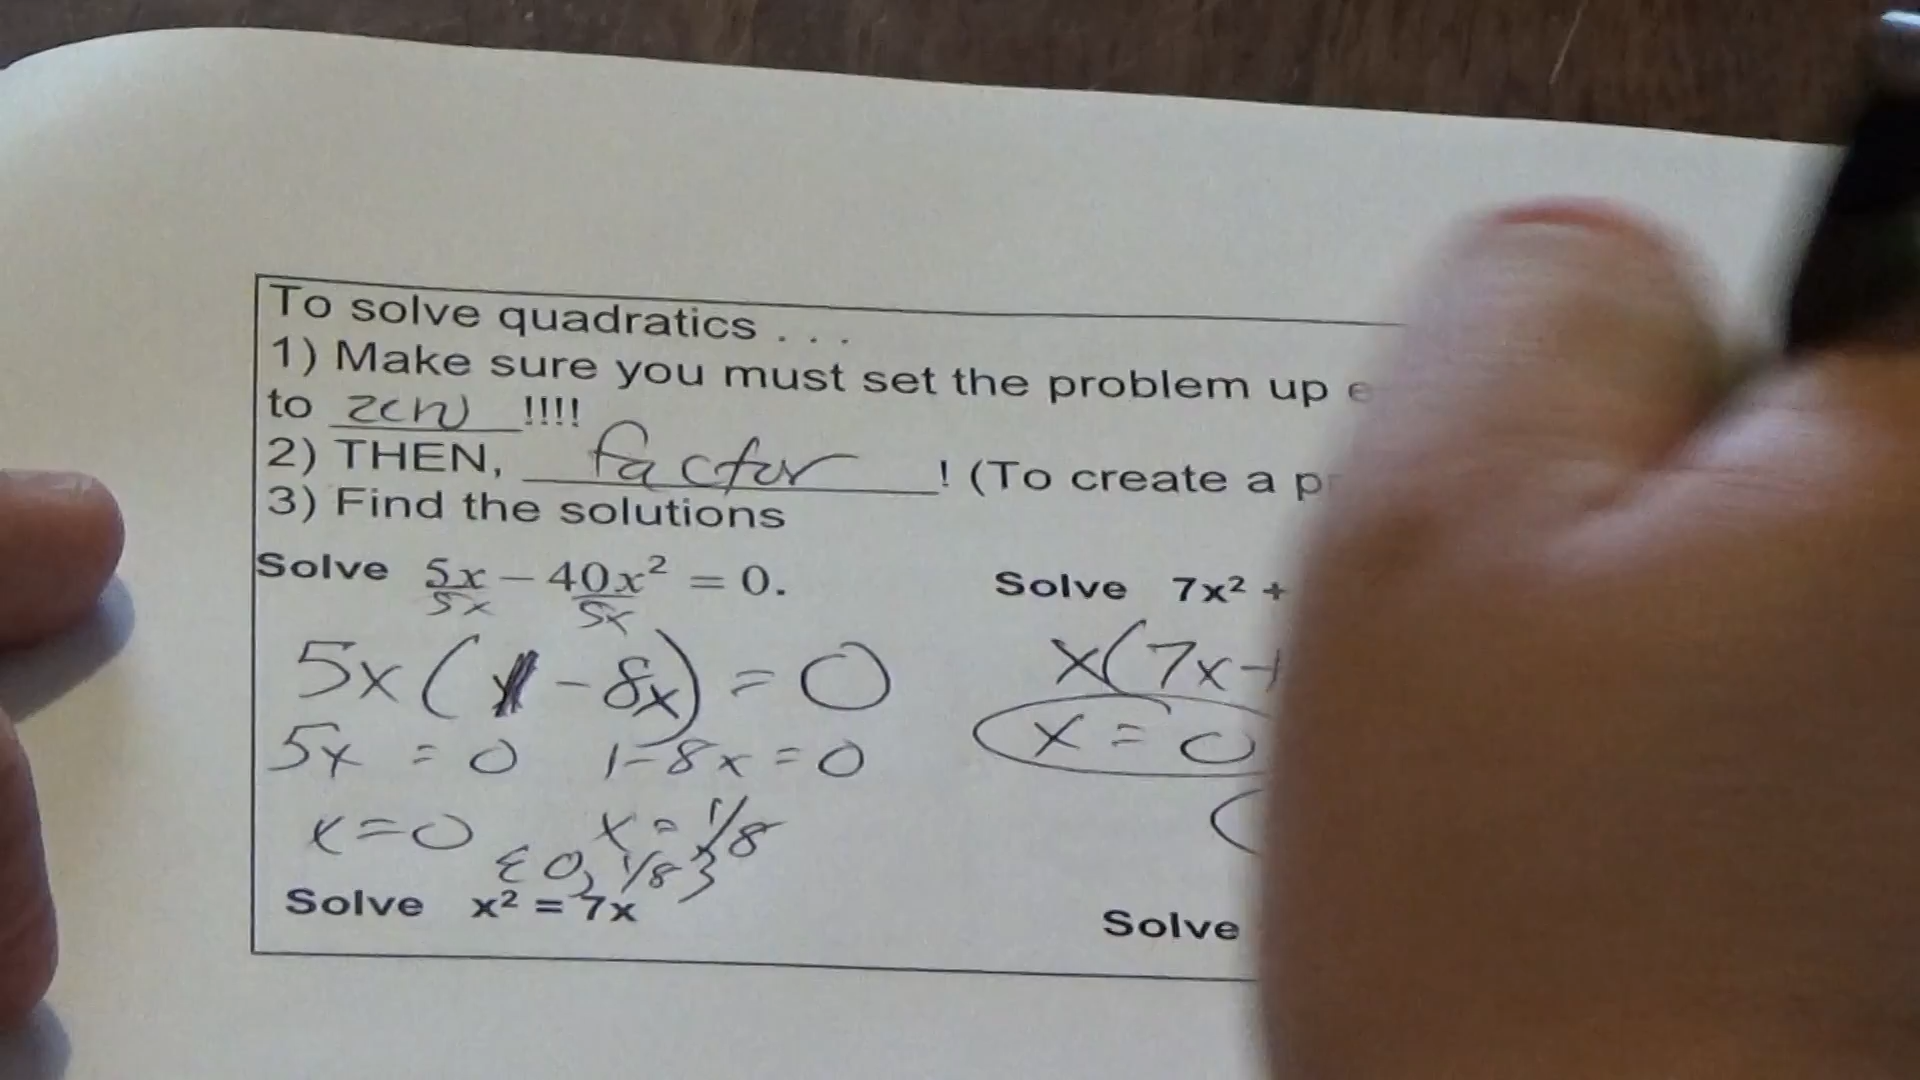 To solve quadratics . . .
1) Make sure you must set the problem up e
to zero !!!!
2) THEN, factor ! (To create a p
3) Find the solutions
Solve 5x − 40x² = 0.
5x 5x
5x(1 - 8x) = 0
5x = 0 1-8x = 0
x = 0 x = 1/8
{0, 1/8}
Solve x² = 7x
Solve 7x² +
x(7x +
x = 0
Solve